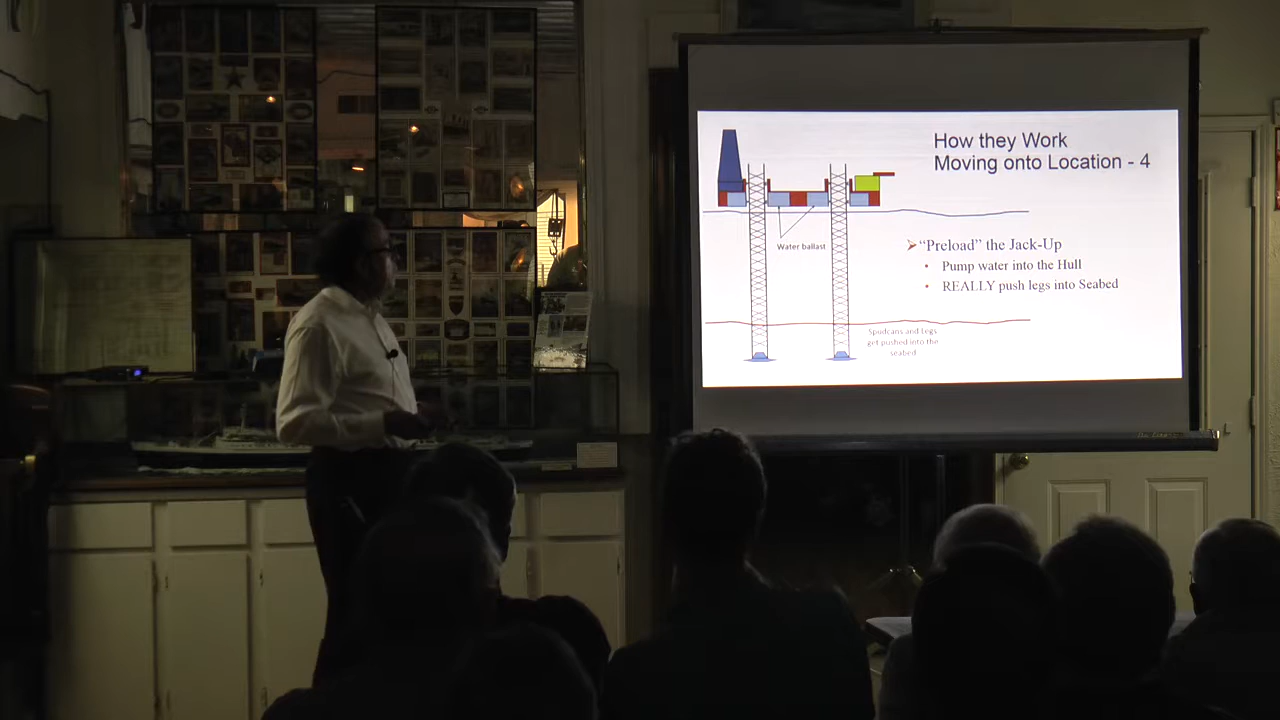 How they Work
Moving onto Location - 4
Water ballast
“Preload” the Jack-Up
Pump water into the Hull
REALLY push legs into Seabed
Spudcans and Legs
get pushed into the
seabed